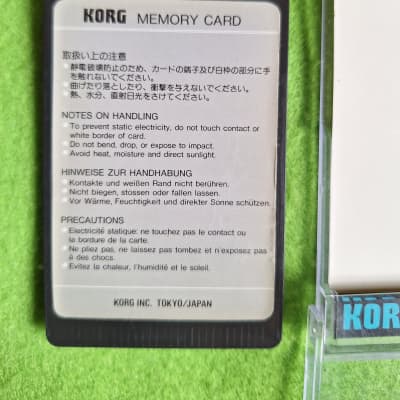 KORG MEMORY CARD
取扱い上の注意
● 静電破壊防止のため、カードの端子及び白枠の部分に手
を触れないでください。
● 曲げたり落としたり、衝撃を与えないでください。
● 熱、水分、直射日光をさけてください。
NOTES ON HANDLING
● To prevent static electricity, do not touch contact or
white border of card.
● Do not bend, drop, or expose to impact.
● Avoid heat, moisture and direct sunlight.
HINWEISE ZUR HANDHABUNG
● Kontakte und weißen Rand nicht berühren.
● Nicht biegen, stossen oder fallen lassen.
● Vor Wärme, Feuchtigkeit und direkter Sonne schützen.
PRECAUTIONS
● Electricité statique: ne touchez pas le contact ou
la bordure de la carte.
● Ne pliez pas, ne laissez pas tombez et n'exposez pas
à des chocs.
● Evitez la chaleur, l'humidité et le soleil.
KORG INC. TOKYO/JAPAN
KOR